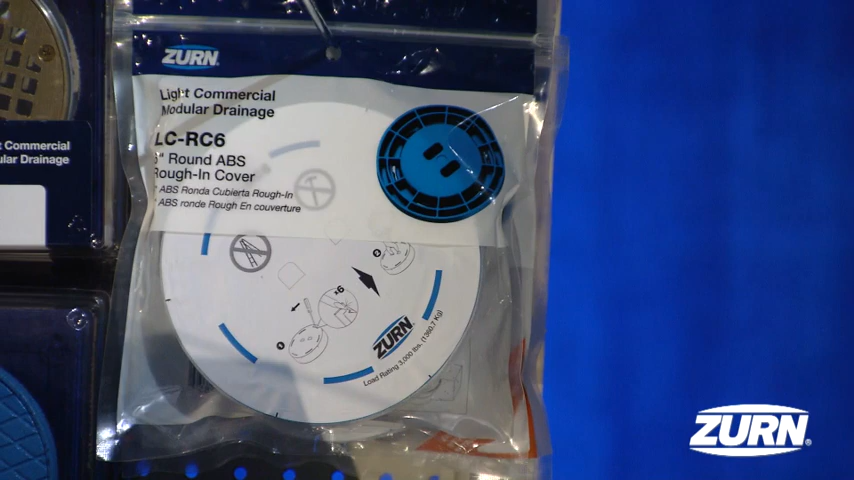 ZURN
Light Commercial
Modular Drainage
LC-RC6
6" Round ABS
Rough-In Cover
* ABS Ronda Cubierta Rough-In
* ABS ronde Rough En couverture
Commercial
Drainage
x6
ZURN
Load Rating 3,000 lbs. (1360.7 Kg)
ZURN